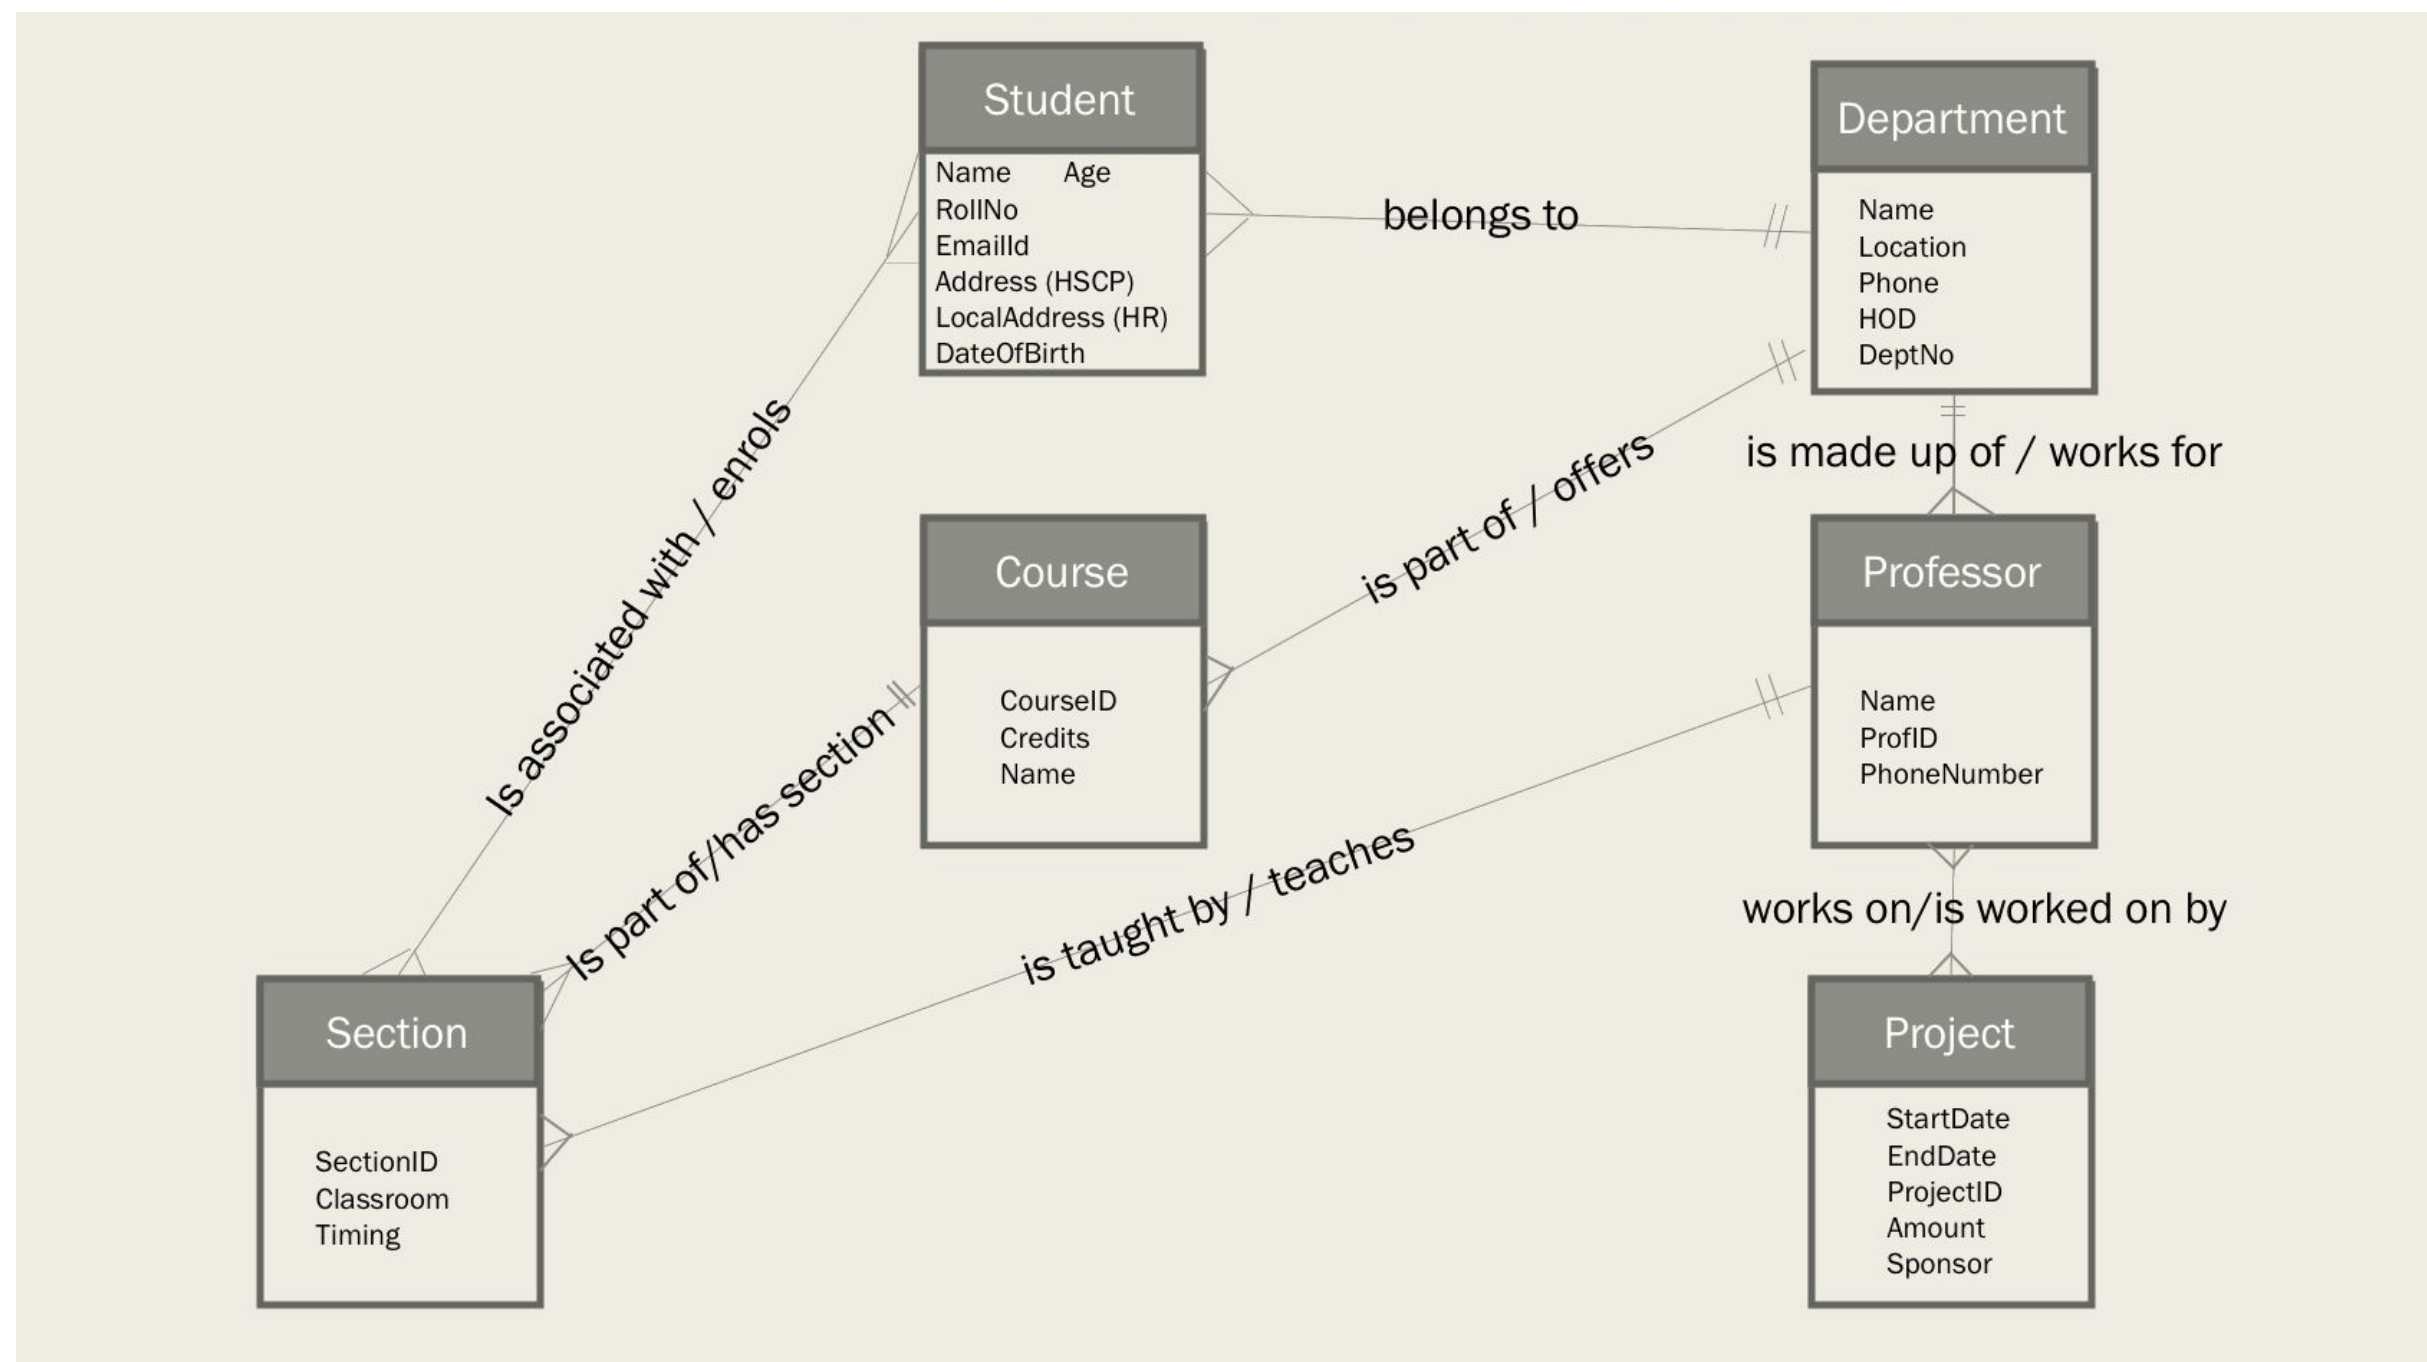 Student
Name Age
RollNo
EmailId
Address (HSCP)
LocalAddress (HR)
DateOfBirth
belongs to
Department
Name
Location
Phone
HOD
DeptNo
is made up of / works for
Is associated with / enrols
is part of / offers
Course
CourseID
Credits
Name
Professor
Name
ProfID
PhoneNumber
Is part of/has section
is taught by / teaches
works on/is worked on by
Section
SectionID
Classroom
Timing
Project
StartDate
EndDate
ProjectID
Amount
Sponsor